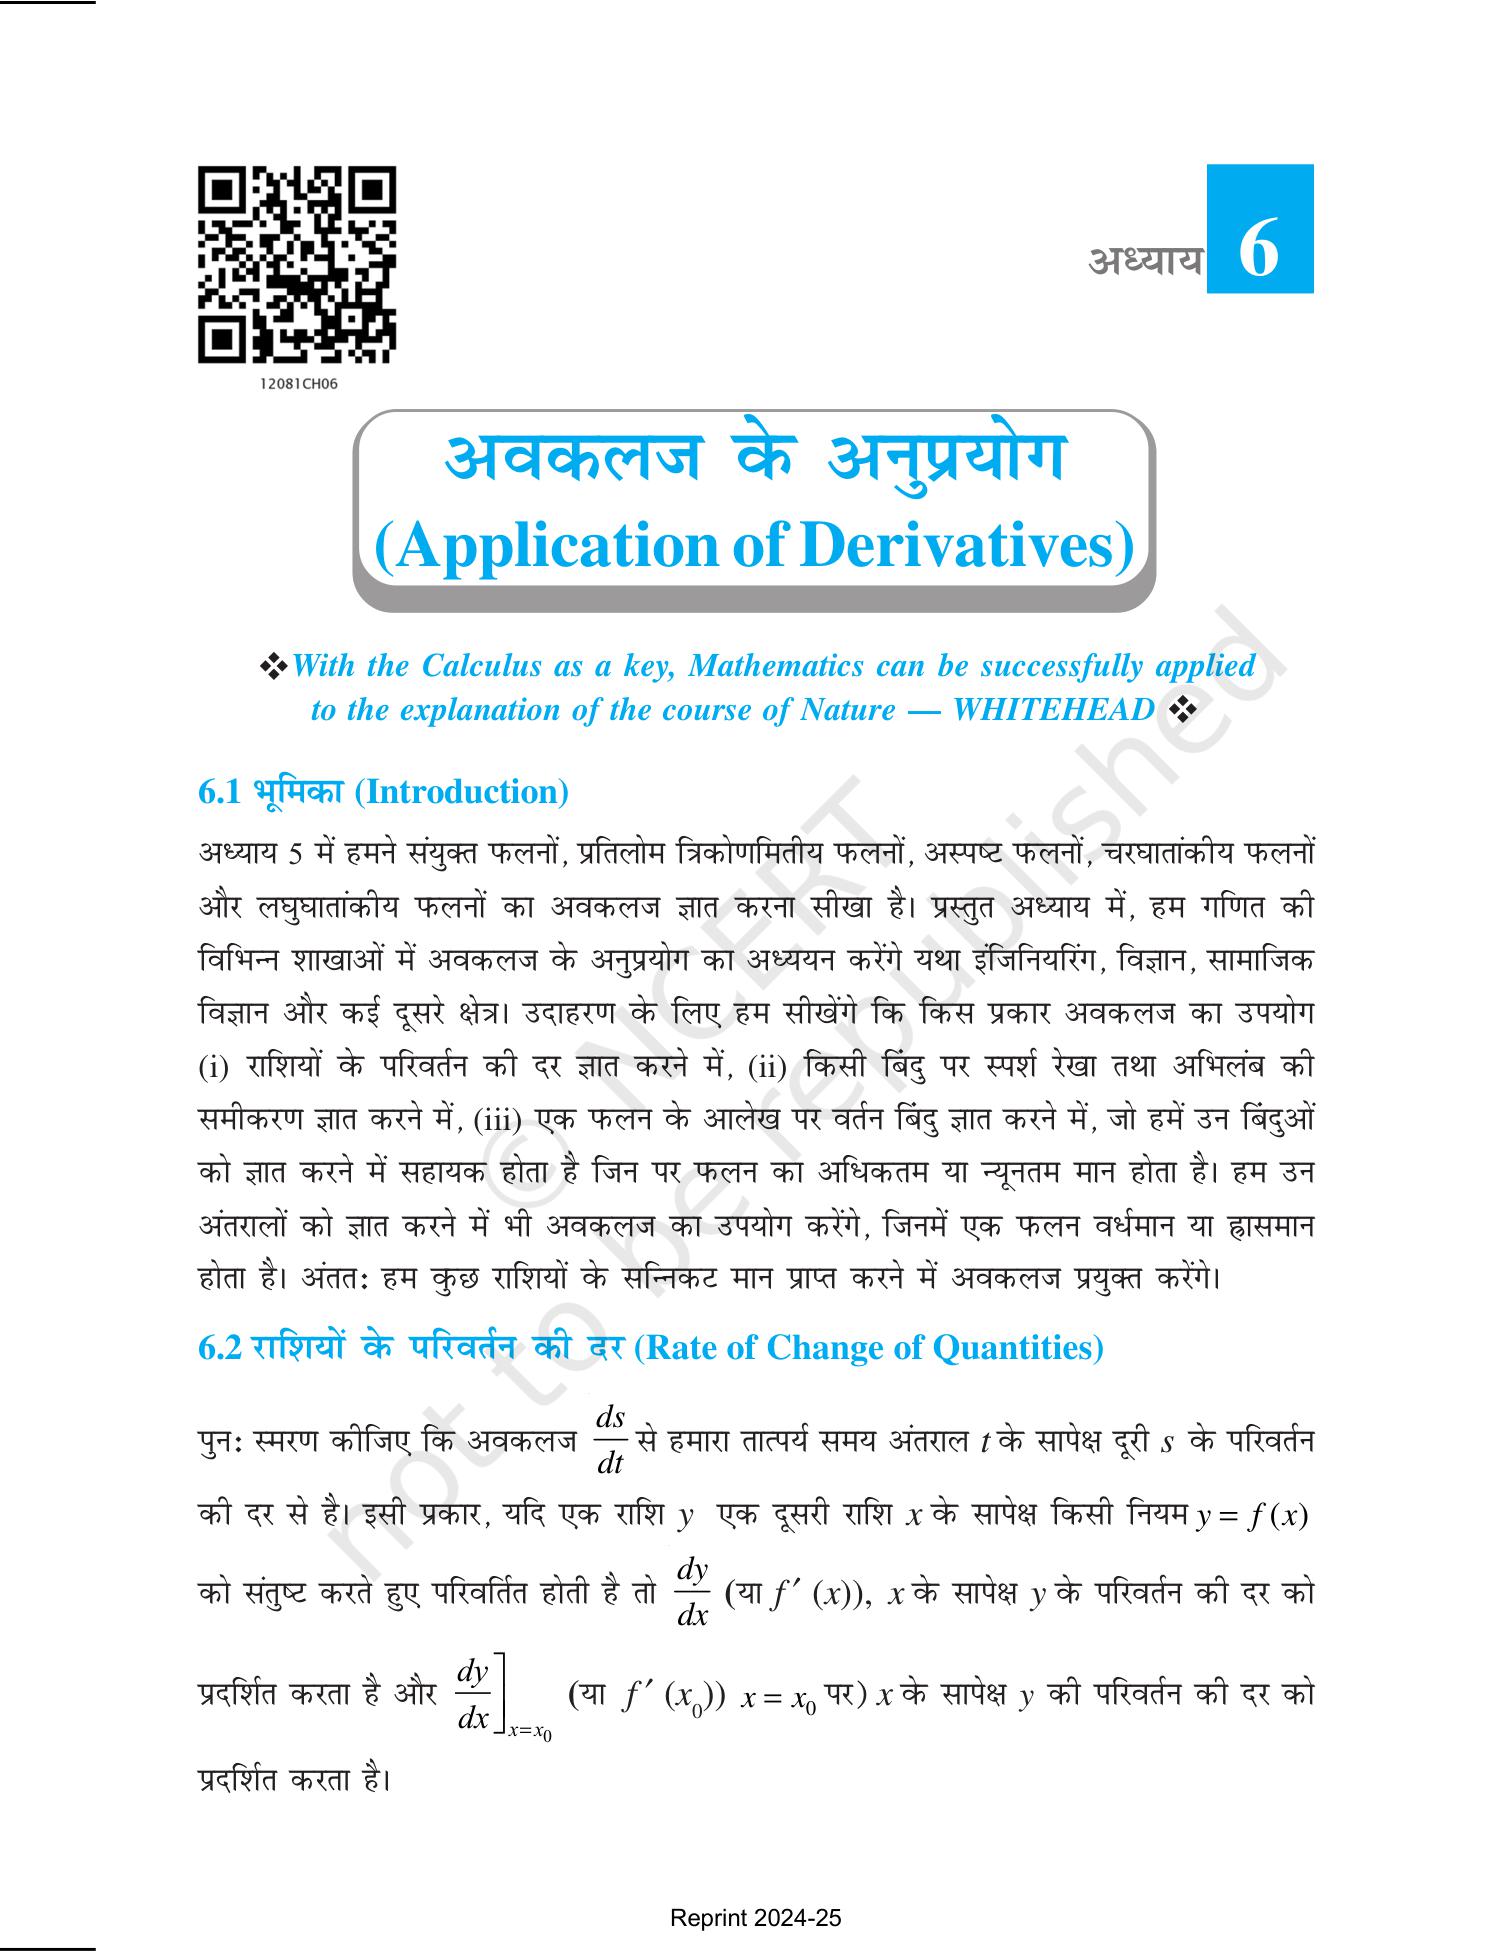 12081CH06
अध्याय 6
अवकलज के अनुप्रयोग
(Application of Derivatives)
❖With the Calculus as a key, Mathematics can be successfully applied
to the explanation of the course of Nature — WHITEHEAD ❖
6.1 भूमिका (Introduction)
अध्याय 5 में हमने संयुक्त फलनों, प्रतिलोम त्रिकोणमितीय फलनों, अस्पष्ट फलनों, चरघातांकीय फलनों
और लघुघातांकीय फलनों का अवकलज ज्ञात करना सीखा है। प्रस्तुत अध्याय में, हम गणित की
विभिन्न शाखाओं में अवकलज के अनुप्रयोग का अध्ययन करेंगे यथा इंजिनियरिंग, विज्ञान, सामाजिक
विज्ञान और कई दूसरे क्षेत्र। उदाहरण के लिए हम सीखेंगे कि किस प्रकार अवकलज का उपयोग
(i) राशियों के परिवर्तन की दर ज्ञात करने में, (ii) किसी बिंदु पर स्पर्श रेखा तथा अभिलंब की
समीकरण ज्ञात करने में, (iii) एक फलन के आलेख पर वर्तन बिंदु ज्ञात करने में, जो हमें उन बिंदुओं
को ज्ञात करने में सहायक होता है जिन पर फलन का अधिकतम या न्यूनतम मान होता है। हम उन
अंतरालों को ज्ञात करने में भी अवकलज का उपयोग करेंगे, जिनमें एक फलन वर्धमान या ह्रासमान
होता है। अंतत: हम कुछ राशियों के सन्निकट मान प्राप्त करने में अवकलज प्रयुक्त करेंगे।
6.2 राशियों के परिवर्तन की दर (Rate of Change of Quantities)
पुन: स्मरण कीजिए कि अवकलज ds/dt से हमारा तात्पर्य समय अंतराल t के सापेक्ष दूरी s के परिवर्तन
की दर से है। इसी प्रकार, यदि एक राशि y एक दूसरी राशि x के सापेक्ष किसी नियम y = f (x)
को संतुष्ट करते हुए परिवर्तित होती है तो dy/dx (या f′ (x)), x के सापेक्ष y के परिवर्तन की दर को
प्रदर्शित करता है और dy/dx]x=x₀ (या f′ (x₀)) x = x₀ पर) x के सापेक्ष y की परिवर्तन की दर को
प्रदर्शित करता है।
© NCERT
not to be republished
Reprint 2024-25